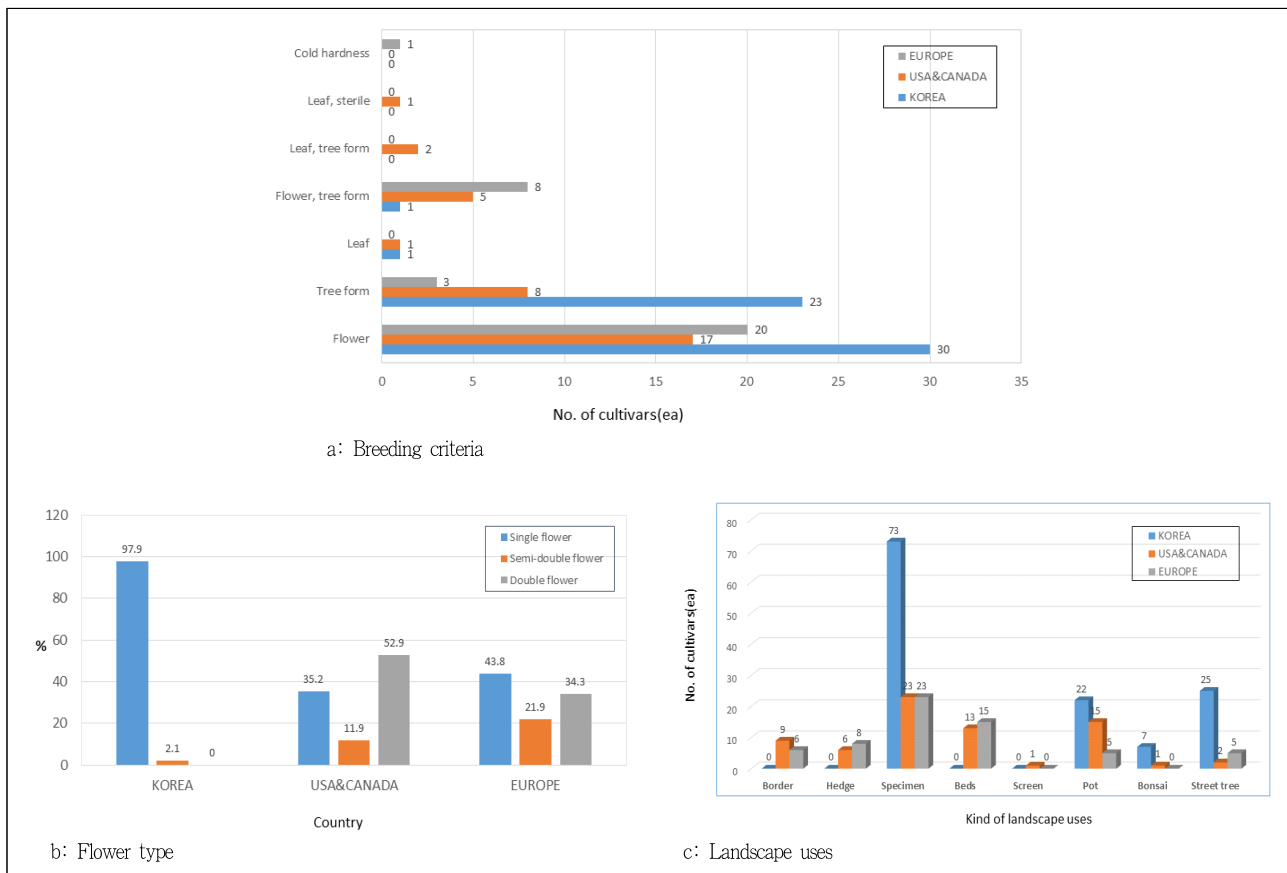 Cold hardness
1
0
0
EUROPE
USA&CANADA
KOREA
Leaf, sterile
0
1
0
Leaf, tree form
0
2
0
Flower, tree form
8
5
1
Leaf
0
1
1
Tree form
3
8
23
Flower
20
17
30
0 5 10 15 20 25 30 35
No. of cultivars(ea)
a: Breeding criteria
120
100
80
60
40
20
0
%
Single flower
Semi-double flower
Double flower
97.9
2.1
0
35.2
11.9
52.9
43.8
21.9
34.3
KOREA USA&CANADA EUROPE
Country
b: Flower type
80
70
60
50
40
30
20
10
0
No. of cultivars(ea)
KOREA
USA&CANADA
EUROPE
0 9 6
0 6 8
73 23 23
0 13 15
0 1 0
22 15 5
7 1 0
25 2 5
Border Hedge Specimen Beds Screen Pot Bonsai Street tree
Kind of landscape uses
c: Landscape uses